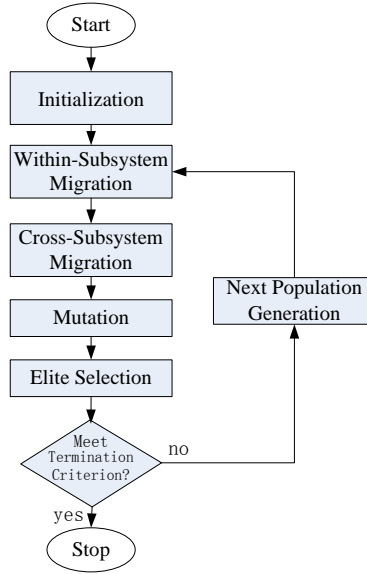 Start
Initialization
Within-Subsystem
Migration
Cross-Subsystem
Migration
Next Population
Generation
Mutation
Elite Selection
Meet
Termination
Criterion?
no
yes
Stop